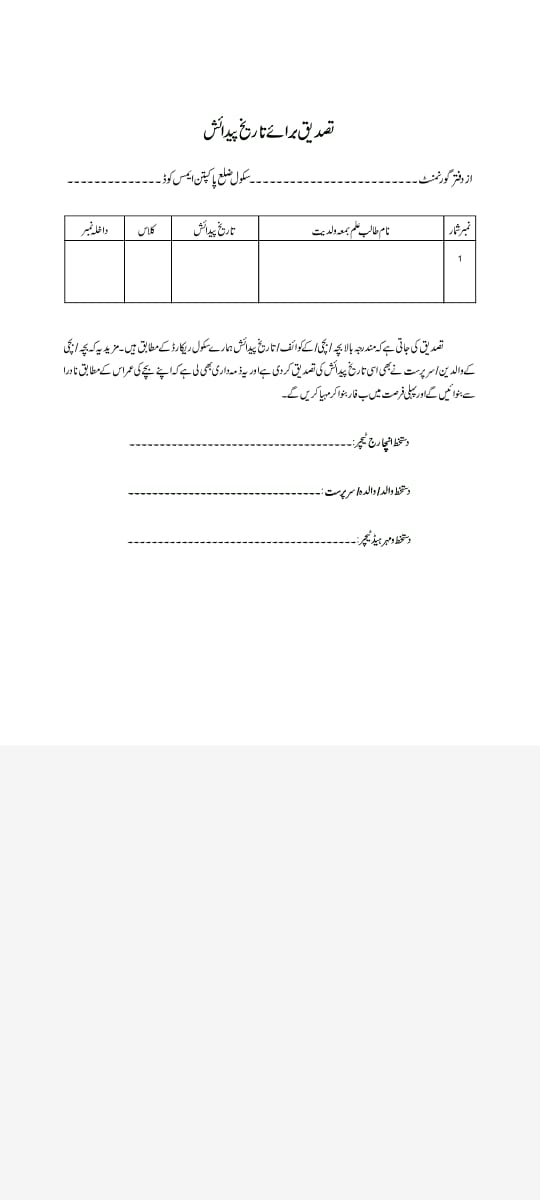 تصدیق برائے تاریخ پیدائش
از دفتر گورنمنٹ-------------------------سکول ضلع پاکپتن ایمس کوڈ--------------
نمبر شمار	نام طالب علم بمعہ ولدیت	تاریخ پیدائش	کلاس	داخلہ نمبر
1
تصدیق کی جاتی ہے کہ مندرجہ بالا بچہ / بچی/ کے کوائف/ تاریخ پیدائش ہمارے سکول ریکارڈ کے مطابق ہیں۔ مزید یہ کہ بچہ / بچی
کے والدین/ سرپرست نے بھی اسی تاریخ پیدائش کی تصدیق کر دی ہے اور یہ ذمہ داری بھی لی ہے کہ اپنے بچے کی عمر اس کے مطابق نادرا
سے بنوائیں گے اور پہلی فرصت میں ب فار بنوا کر مہیا کریں گے۔
دستخط انچارج ٹیچر:-------------------------------------
دستخط والد/ والدہ/ سرپرست :--------------------------------
دستخط و مہر ہیڈ ٹیچر:--------------------------------------